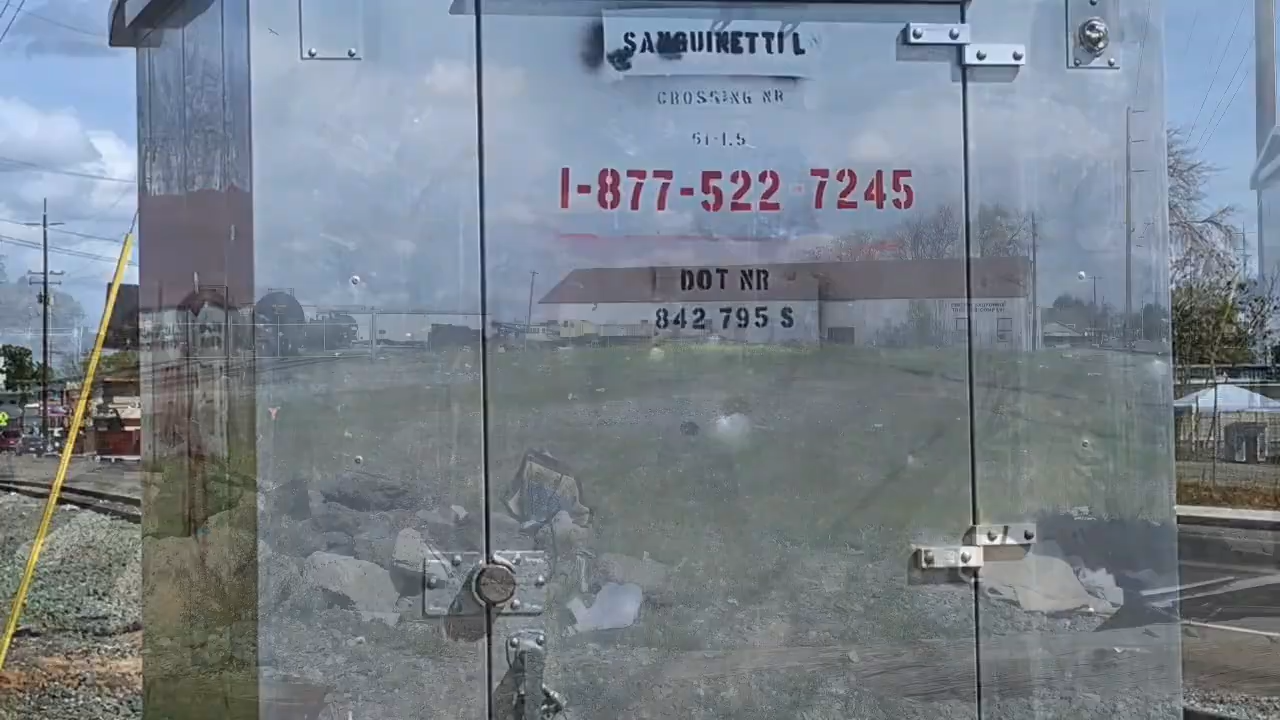 SANGUINETTI L
CROSSING NR
61-1.5
1-877-522-7245
DOT NR
842 795 S